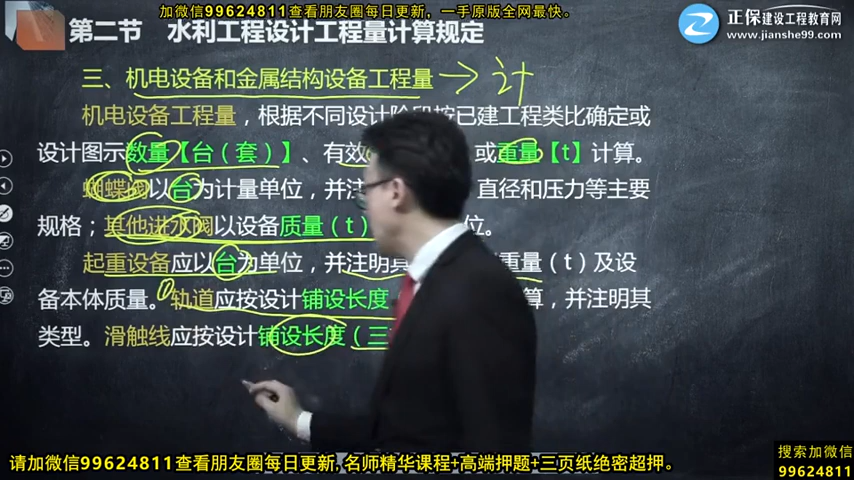 加微信99624811查看朋友圈每日更新，一手原版全网最快。
第二节 水利工程设计工程量计算规定
正保建设工程教育网
www.jianshe99.com
三、机电设备和金属结构设备工程量 → 计
机电设备工程量，根据不同设计阶段按已建工程类比确定或
设计图示数量【台（套）】、有效 或重量【t】计算。
蝴蝶阀以台为计量单位，并注 直径和压力等主要
规格；其他进水阀以设备质量（t） 位。
起重设备应以台为单位，并注明其 重量（t）及设
备本体质量。轨道应按设计铺设长度 算，并注明其
类型。滑触线应按设计铺设长度（三
请加微信99624811查看朋友圈每日更新，名师精华课程+高端押题+三页纸绝密超押。
搜索加微信
99624811